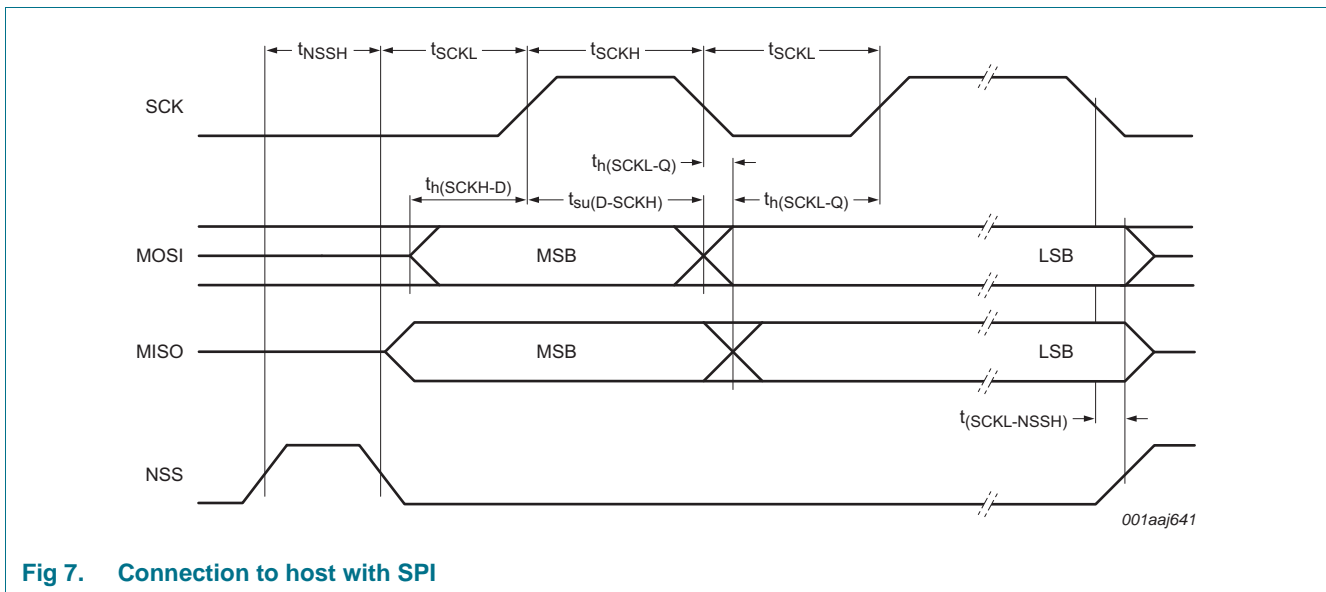 tNSSH tSCKL tSCKH tSCKL
SCK
th(SCKL-Q)
th(SCKH-D) tsu(D-SCKH) th(SCKL-Q)
MOSI MSB LSB
MISO MSB LSB
t(SCKL-NSSH)
NSS
001aaj641
Fig 7. Connection to host with SPI